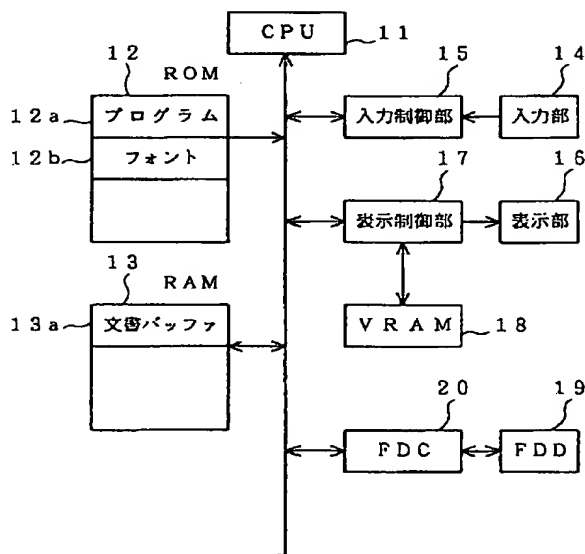 CPU
11
12
ROM
12a
プログラム
12b
フォント
15
14
入力制御部
入力部
17
16
表示制御部
表示部
13
RAM
13a
文書バッファ
VRAM
18
20
19
FDC
FDD